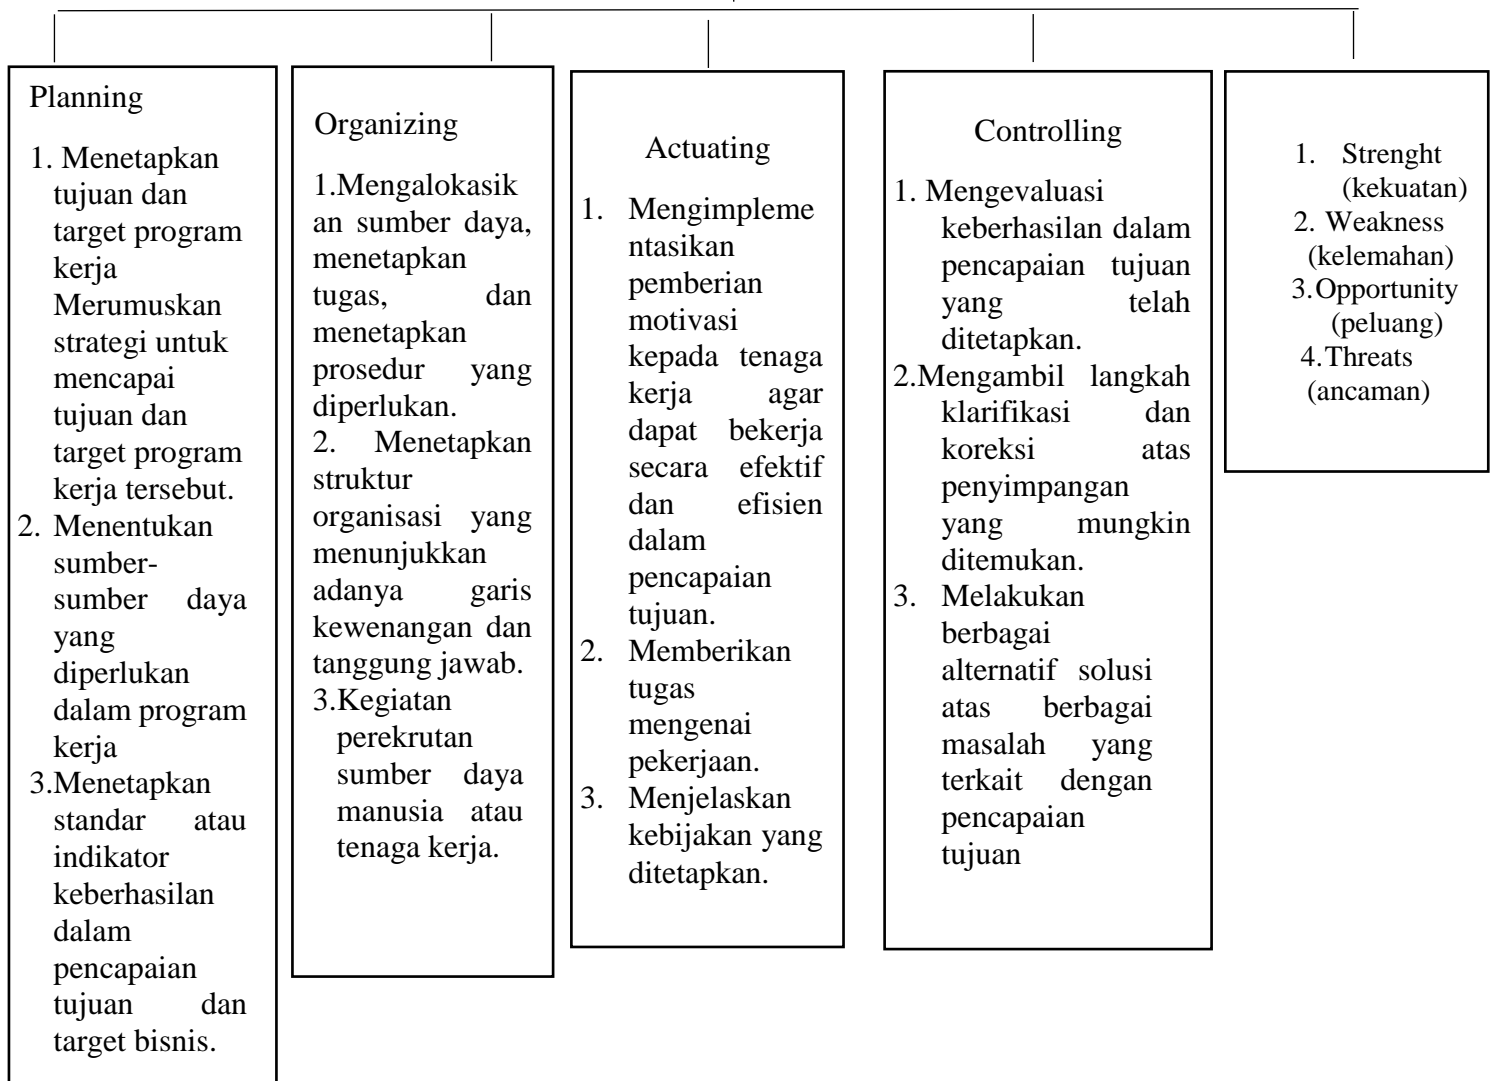 Planning
1. Menetapkan
tujuan dan
target program
kerja
Merumuskan
strategi untuk
mencapai
tujuan dan
target program
kerja tersebut.
2. Menentukan
sumber-
sumber daya
yang
diperlukan
dalam program
kerja
3.Menetapkan
standar atau
indikator
keberhasilan
dalam
pencapaian
tujuan dan
target bisnis.
Organizing
1.Mengalokasik
an sumber daya,
menetapkan
tugas, dan
menetapkan
prosedur yang
diperlukan.
2. Menetapkan
struktur
organisasi yang
menunjukkan
adanya garis
kewenangan dan
tanggung jawab.
3.Kegiatan
perekrutan
sumber daya
manusia atau
tenaga kerja.
Actuating
1. Mengimpleme
ntasikan
pemberian
motivasi
kepada tenaga
kerja agar
dapat bekerja
secara efektif
dan efisien
dalam
pencapaian
tujuan.
2. Memberikan
tugas
mengenai
pekerjaan.
3. Menjelaskan
kebijakan yang
ditetapkan.
Controlling
1. Mengevaluasi
keberhasilan dalam
pencapaian tujuan
yang telah
ditetapkan.
2.Mengambil langkah
klarifikasi dan
koreksi atas
penyimpangan
yang mungkin
ditemukan.
3. Melakukan
berbagai
alternatif solusi
atas berbagai
masalah yang
terkait dengan
pencapaian
tujuan
1. Strenght
(kekuatan)
2. Weakness
(kelemahan)
3.Opportunity
(peluang)
4.Threats
(ancaman)